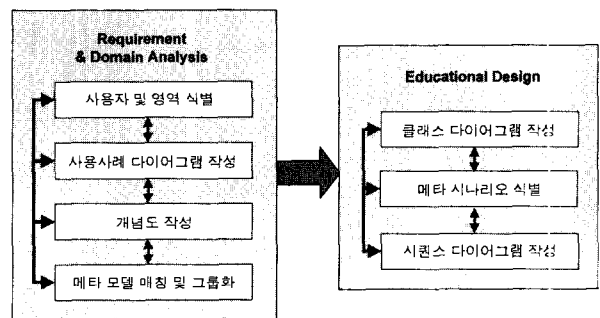 Requirement
& Domain Analysis
사용자 및 영역 식별
사용사례 다이어그램 작성
개념도 작성
메타 모델 매칭 및 그룹화
Educational Design
클래스 다이어그램 작성
메타 시나리오 식별
시퀀스 다이어그램 작성